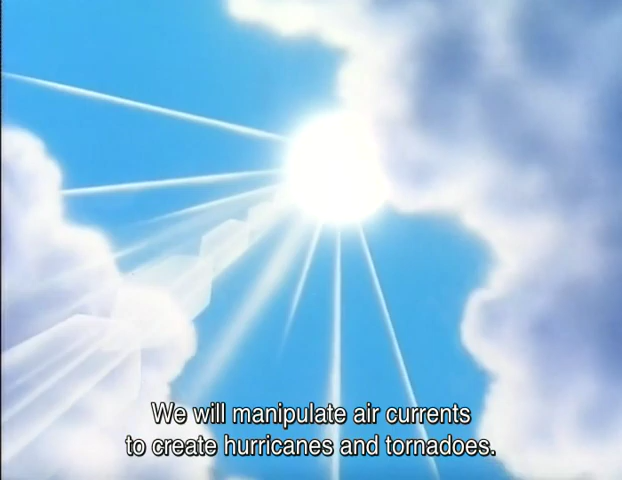 We will manipulate air currents
to create hurricanes and tornadoes.